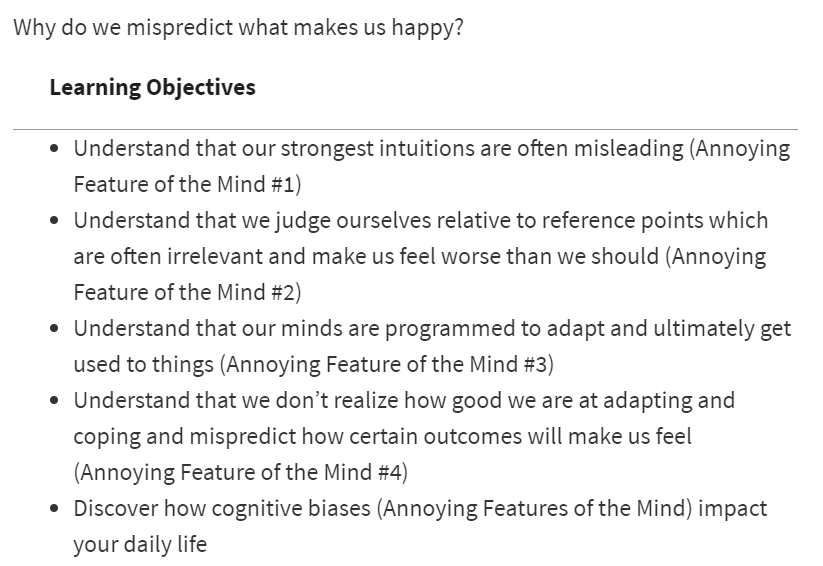 Why do we mispredict what makes us happy?
Learning Objectives
• Understand that our strongest intuitions are often misleading (Annoying
Feature of the Mind #1)
• Understand that we judge ourselves relative to reference points which
are often irrelevant and make us feel worse than we should (Annoying
Feature of the Mind #2)
• Understand that our minds are programmed to adapt and ultimately get
used to things (Annoying Feature of the Mind #3)
• Understand that we don’t realize how good we are at adapting and
coping and mispredict how certain outcomes will make us feel
(Annoying Feature of the Mind #4)
• Discover how cognitive biases (Annoying Features of the Mind) impact
your daily life